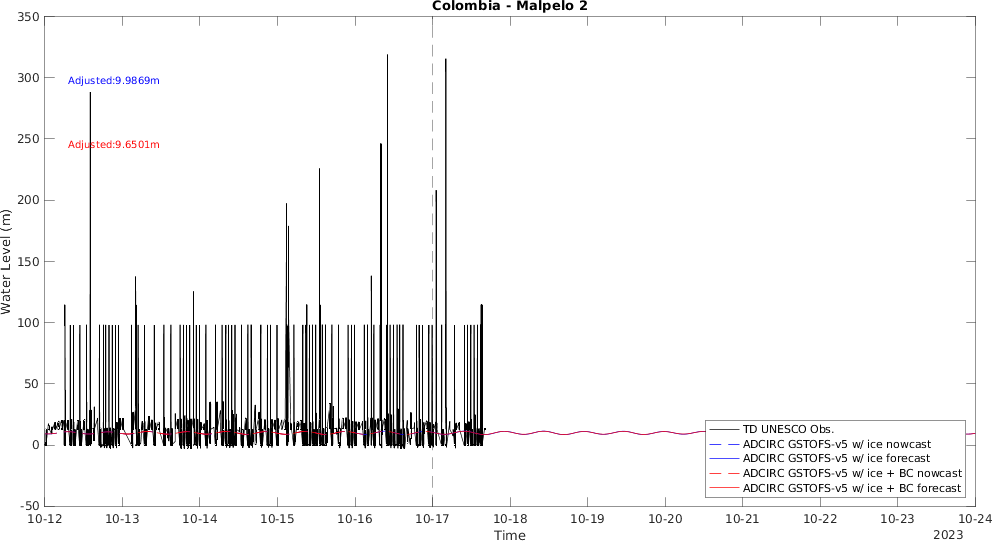 Colombia - Malpelo 2
350
300
250
200
150
100
50
0
-50
Water Level (m)
Adjusted:9.9869m
Adjusted:9.6501m
TD UNESCO Obs.
ADCIRC GSTOFS-v5 w/ ice nowcast
ADCIRC GSTOFS-v5 w/ ice forecast
ADCIRC GSTOFS-v5 w/ ice + BC nowcast
ADCIRC GSTOFS-v5 w/ ice + BC forecast
10-12 10-13 10-14 10-15 10-16 10-17 10-18 10-19 10-20 10-21 10-22 10-23 10-24
Time
2023